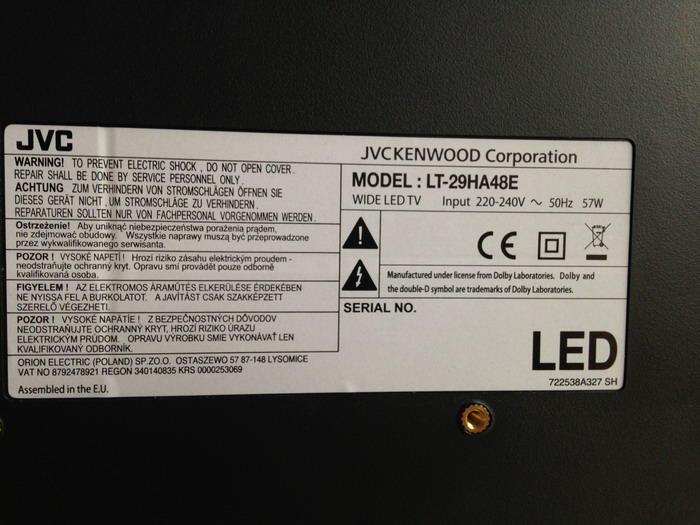 JVC
WARNING! TO PREVENT ELECTRIC SHOCK , DO NOT OPEN COVER.
REPAIR SHALL BE DONE BY SERVICE PERSONNEL ONLY.
ACHTUNG ZUM VERHINDERN VON STROMSCHLÄGEN ÖFFNEN SIE
DIESES GERÄT NICHT ,UM STROMSCHLÄGE ZU VERHINDERN.
REPARATUREN SOLLTEN NUR VON FACHPERSONAL VORGENOMMEN WERDEN.
Ostrzeżenie! Aby uniknąć niebezpieczeństwa porażenia prądem,
nie zdejmować obudowy. Wszystkie naprawy muszą być przeprowadzone
przez wykwalifikowanego serwisanta.
POZOR ! VYSOKÉ NAPETÍ ! Hrozí riziko zásahu elektrickým proudem -
neodstraňujte ochranný kryt. Opravu smí provádět pouze odborně
kvalifikovaná osoba.
FIGYELEM ! AZ ELEKTROMOS ÁRAMÜTÉS ELKERÜLÉSE ÉRDEKÉBEN
NE NYISSA FEL A BURKOLATOT. A JAVÍTÁST CSAK SZAKKÉPZETT
SZERELŐ VÉGEZHETI.
POZOR ! VYSOKÉ NAPÄTIE ! Z BEZPEČNOSTNÝCH DÔVODOV
NEODSTRAŇUJTE OCHRANNÝ KRYT, HROZÍ RIZIKO ÚRAZU
ELEKTRICKÝM PRÚDOM. OPRAVU VÝROBKU SMIE VYKONÁVAŤ LEN
KVALIFIKOVANÝ ODBORNÍK.
ORION ELECTRIC (POLAND) SP.ZO.O. OSTASZEWO 57 87-148 LYSOMICE
VAT NO 8792478921 REGON 340140835 KRS 0000253069
Assembled in the E.U.
JVCKENWOOD Corporation
MODEL : LT-29HA48E
WIDE LED TV Input 220-240V ~ 50Hz 57W
CE
Manufactured under license from Dolby Laboratories. Dolby and
the double-D symbol are trademarks of Dolby Laboratories.
SERIAL NO.
LED
722538A327 SH